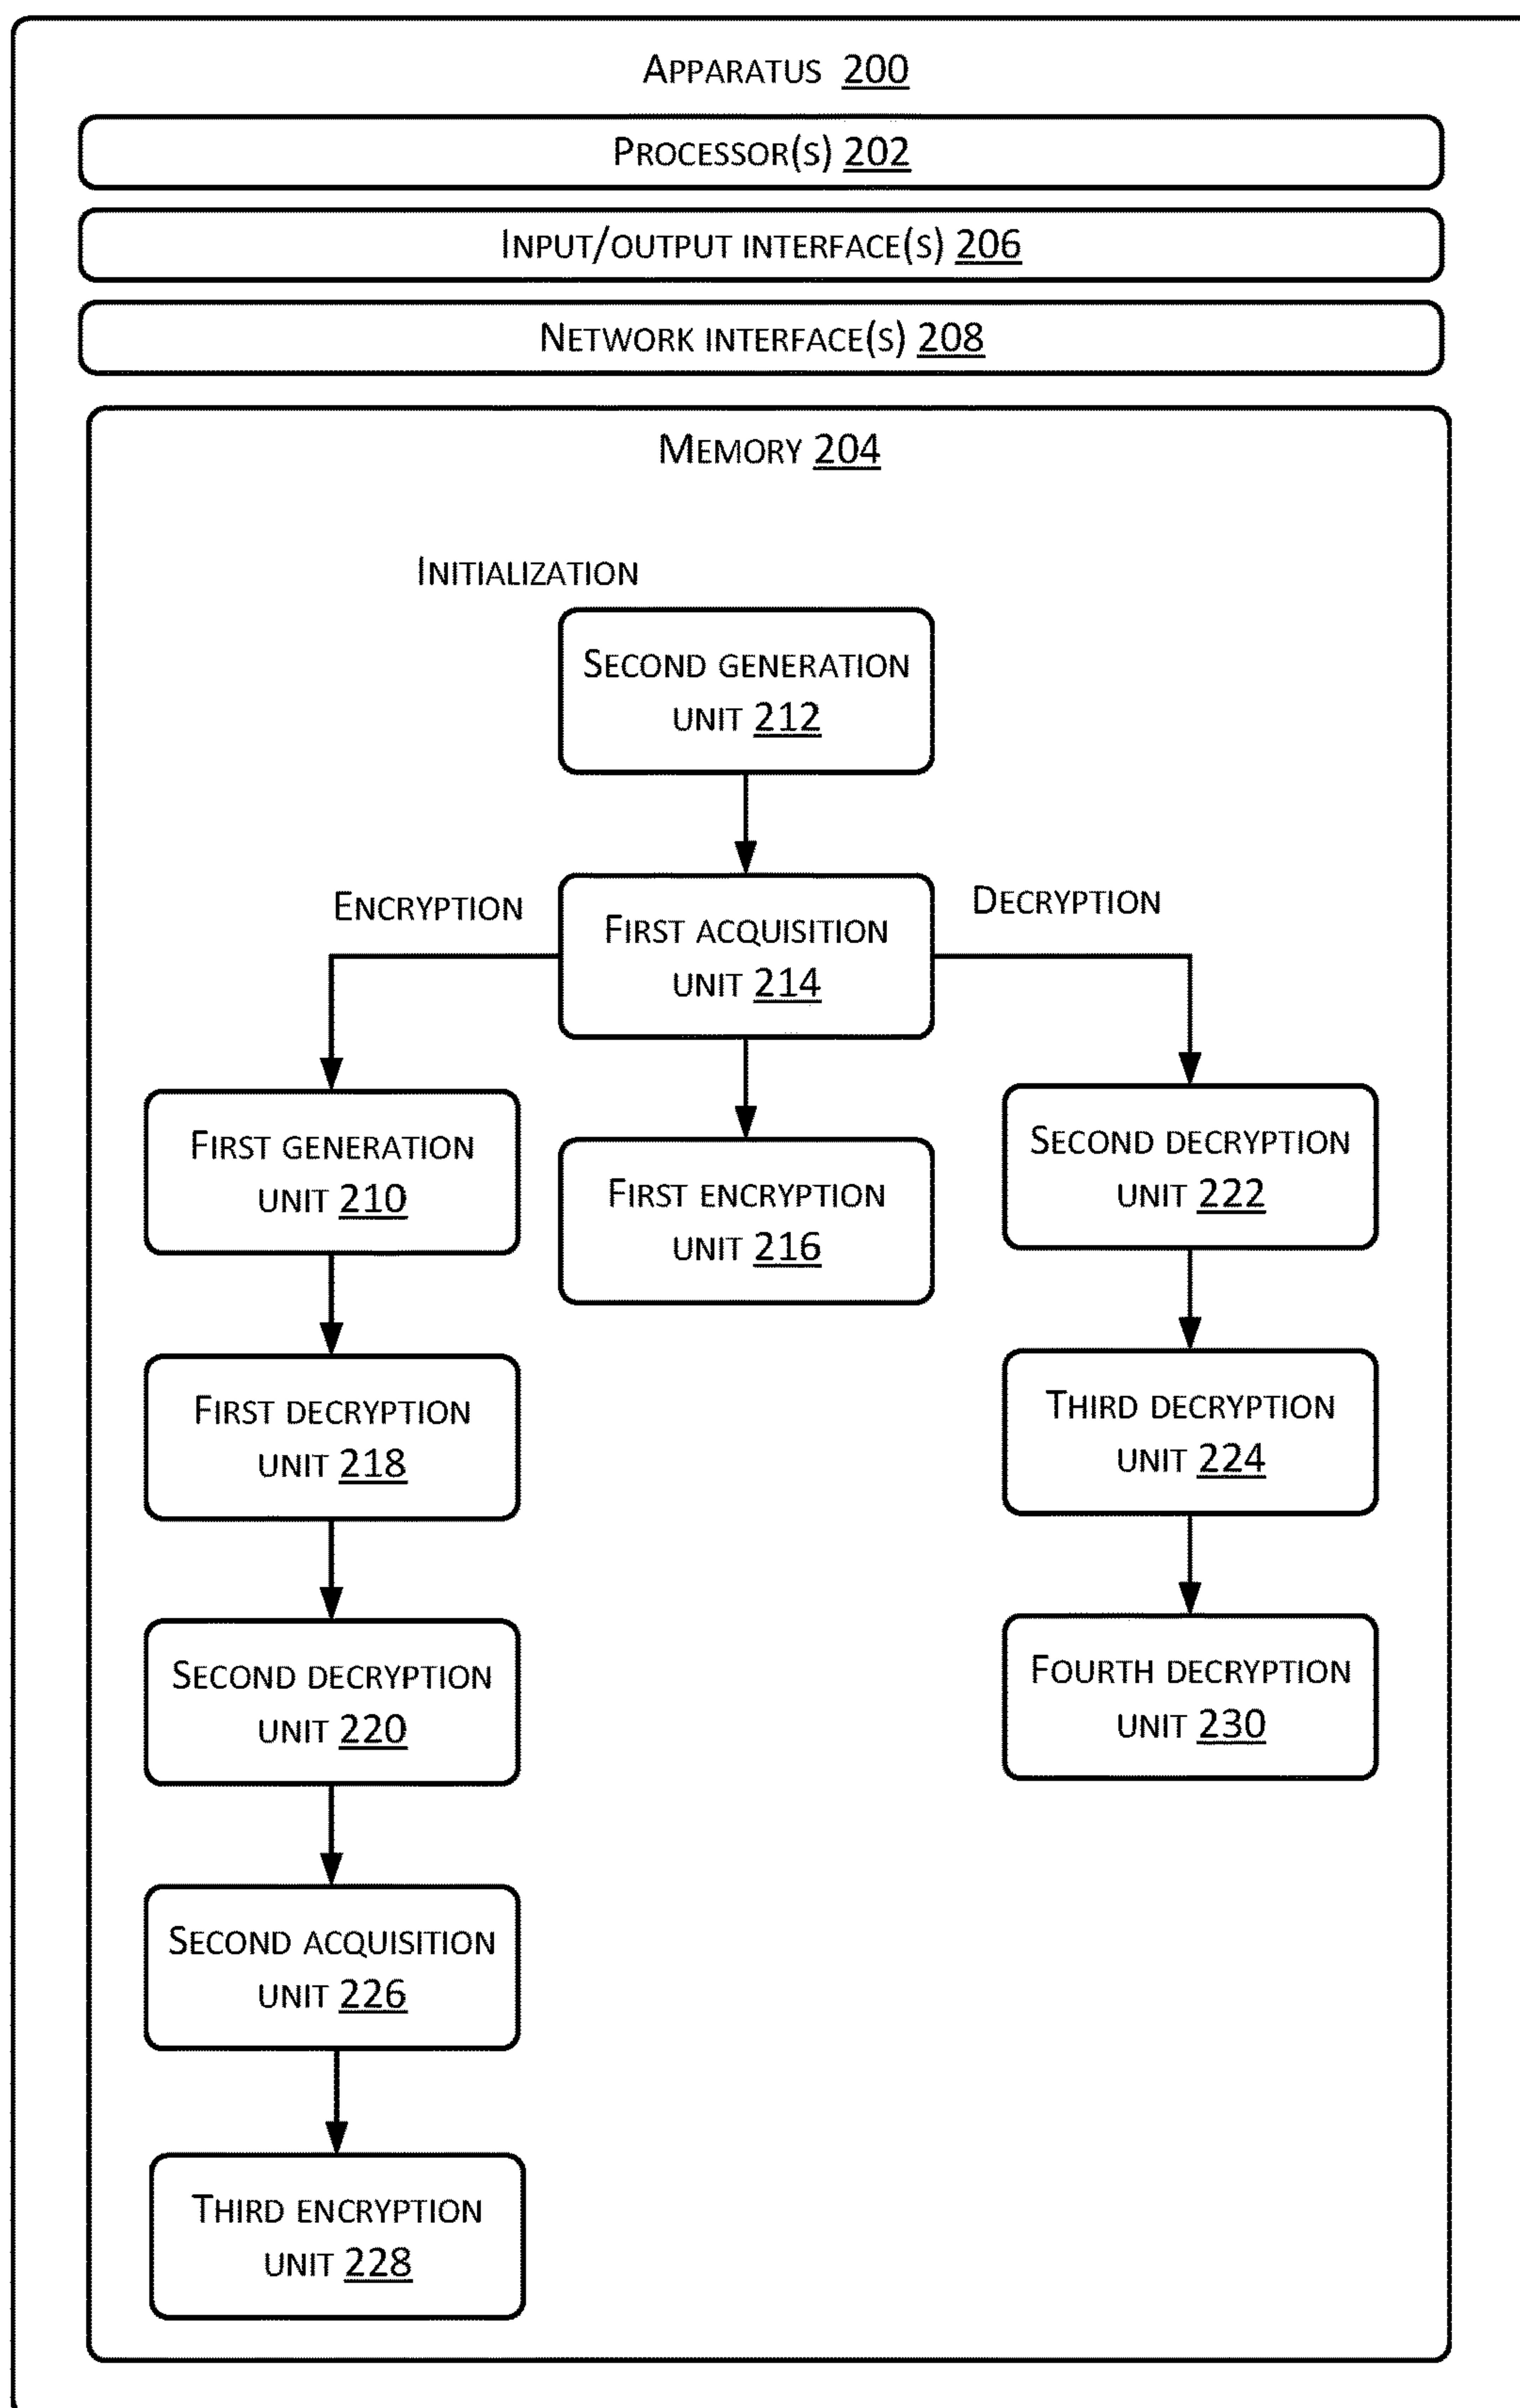 Apparatus 200
Processor(s) 202
Input/output interface(s) 206
Network interface(s) 208
Memory 204
Initialization
Second generation
unit 212
Encryption
First acquisition
unit 214
Decryption
First generation
unit 210
First encryption
unit 216
Second decryption
unit 222
First decryption
unit 218
Third decryption
unit 224
Second decryption
unit 220
Fourth decryption
unit 230
Second acquisition
unit 226
Third encryption
unit 228